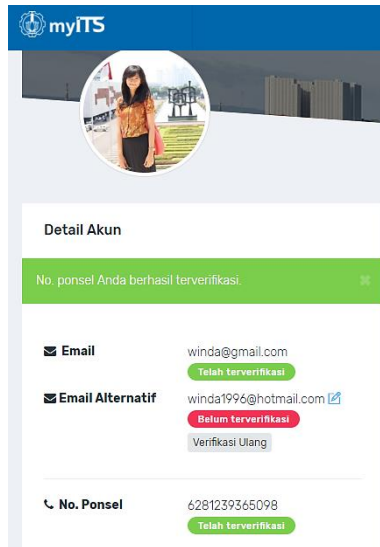 myITS
Detail Akun
No. ponsel Anda berhasil terverifikasi.
Email
winda@gmail.com
Telah terverifikasi
Email Alternatif
winda1996@hotmail.com
Belum terverifikasi
Verifikasi Ulang
No. Ponsel
6281239365098
Telah terverifikasi